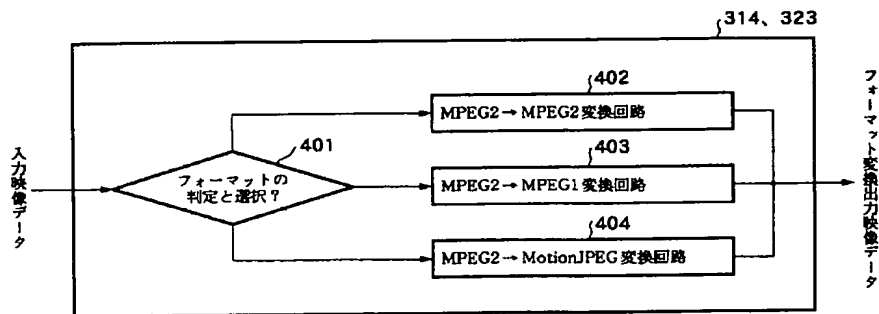 314、323
402
MPEG2→MPEG2変換回路
401
403
フォーマットの
判定と選択?
MPEG2→MPEG1変換回路
404
MPEG2→MotionJPEG変換回路
入力映像データ
フォーマット変換出力映像データ